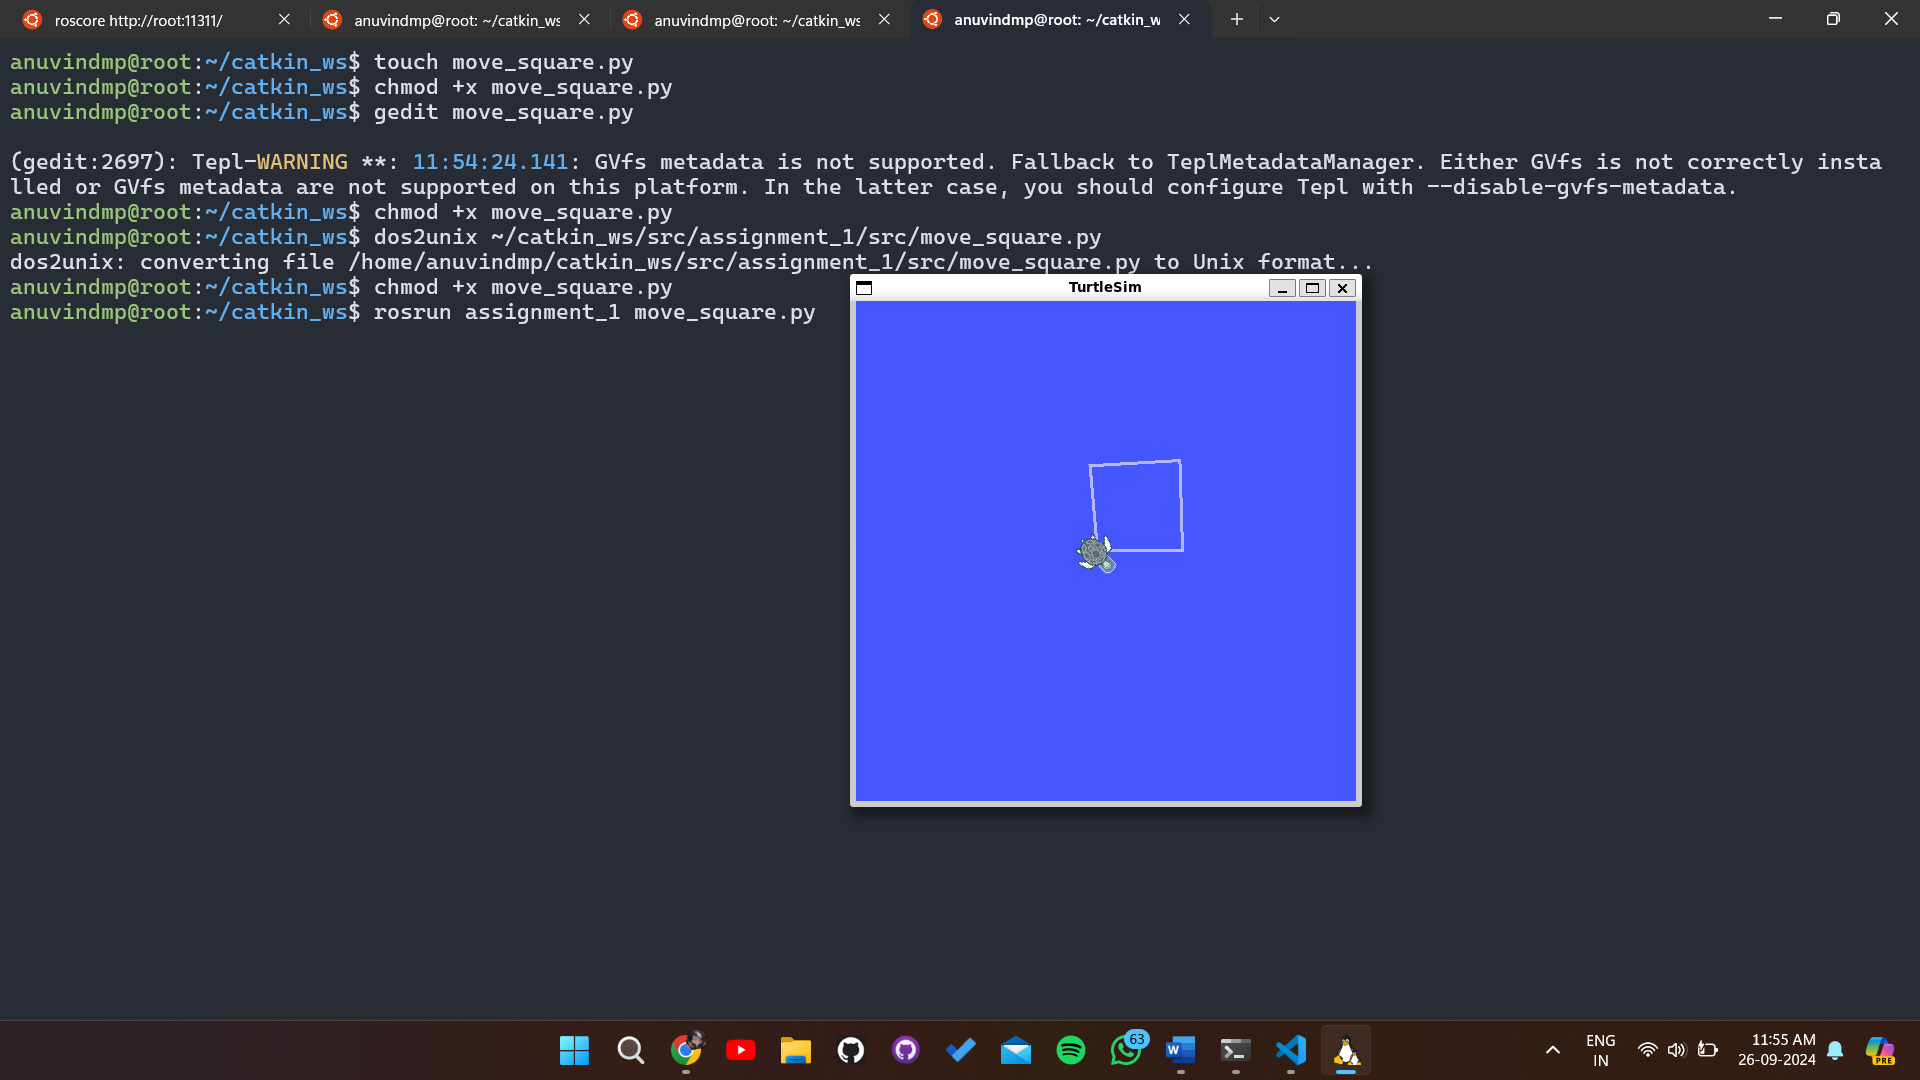 roscore http://root:11311/
anuvindmp@root: ~/catkin_ws
anuvindmp@root: ~/catkin_ws
anuvindmp@root: ~/catkin_w
anuvindmp@root:~/catkin_ws$ touch move_square.py
anuvindmp@root:~/catkin_ws$ chmod +x move_square.py
anuvindmp@root:~/catkin_ws$ gedit move_square.py
(gedit:2697): Tepl-WARNING **: 11:54:24.141: GVfs metadata is not supported. Fallback to TeplMetadataManager. Either GVfs is not correctly insta
lled or GVfs metadata are not supported on this platform. In the latter case, you should configure Tepl with --disable-gvfs-metadata.
anuvindmp@root:~/catkin_ws$ chmod +x move_square.py
anuvindmp@root:~/catkin_ws$ dos2unix ~/catkin_ws/src/assignment_1/src/move_square.py
dos2unix: converting file /home/anuvindmp/catkin_ws/src/assignment_1/src/move_square.py to Unix format...
anuvindmp@root:~/catkin_ws$ chmod +x move_square.py
anuvindmp@root:~/catkin_ws$ rosrun assignment_1 move_square.py
TurtleSim
63
W
ENG
IN
11:55 AM
26-09-2024
PRE